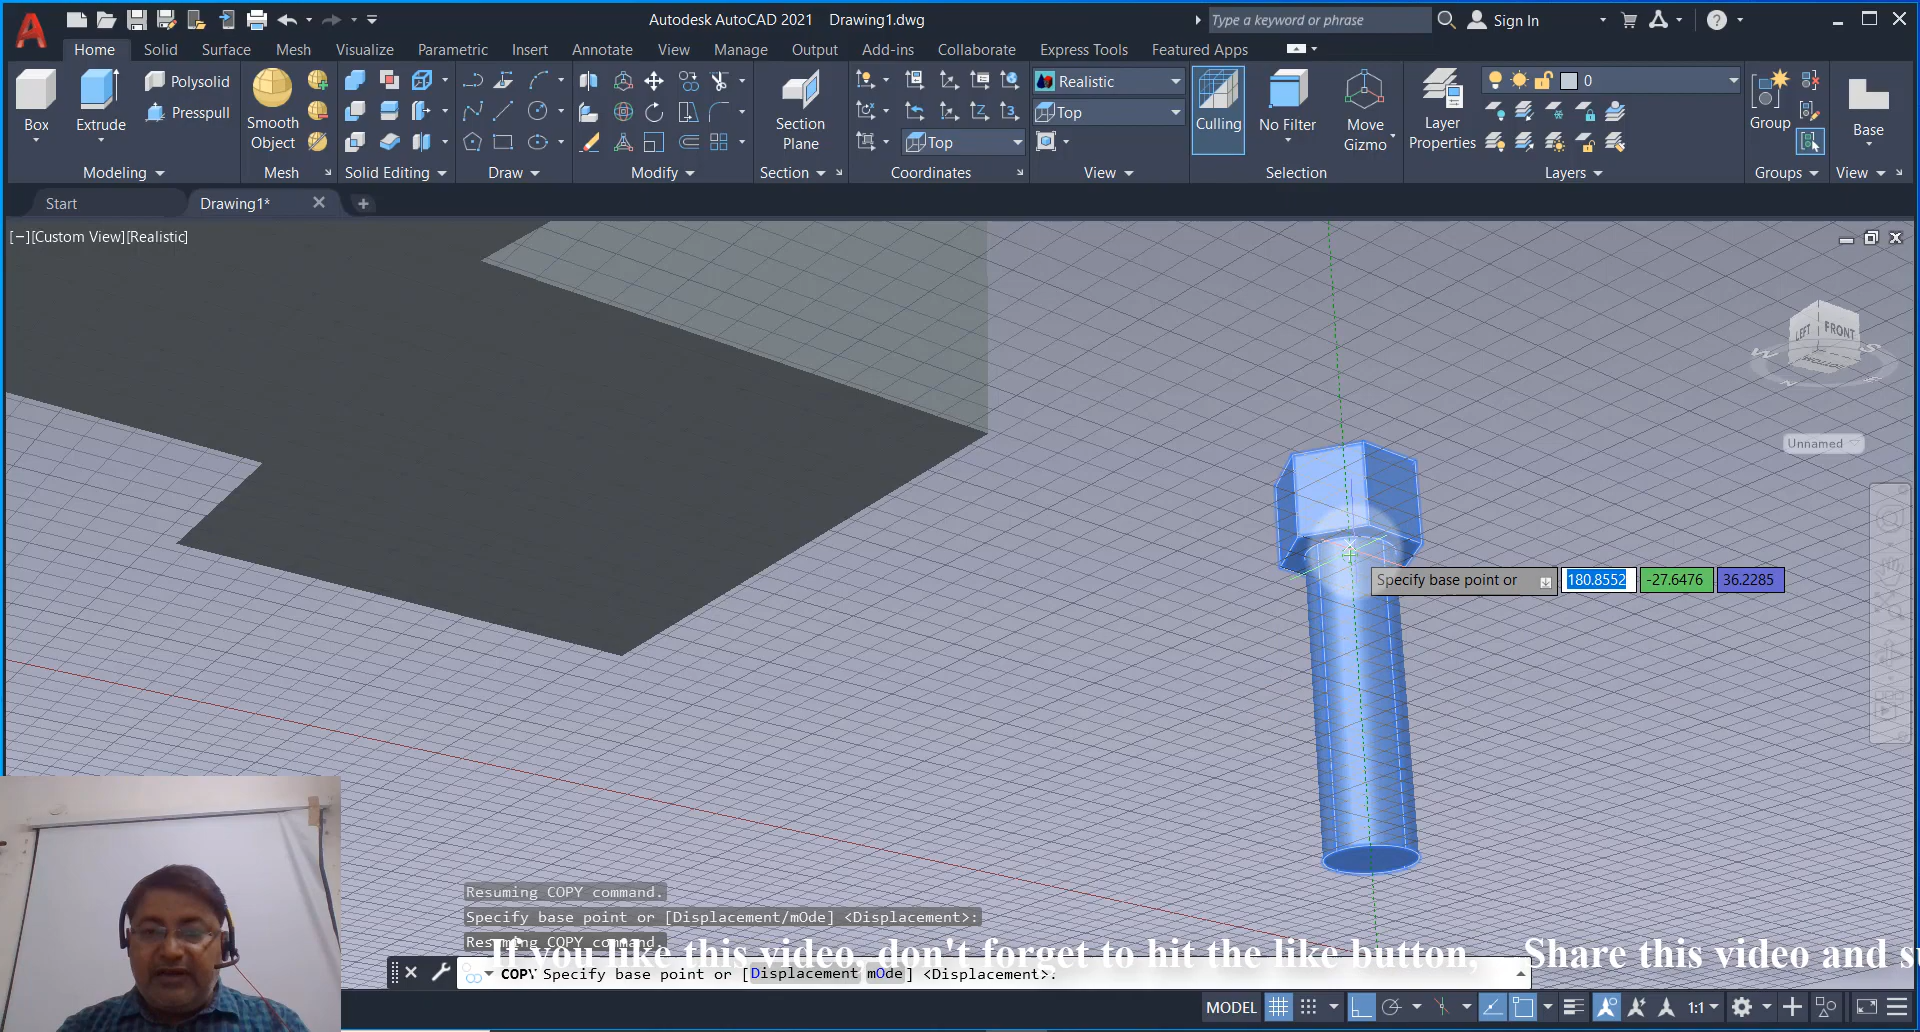 Autodesk AutoCAD 2021 Drawing1.dwg
Type a keyword or phrase
Sign In
Home Solid Surface Mesh Visualize Parametric Insert Annotate View Manage Output Add-ins Collaborate Express Tools Featured Apps
Box
Extrude
Polysolid
Presspull
Smooth
Object
Section
Plane
Realistic
Top
Top
Culling
No Filter
Move
Gizmo
Layer
Properties
0
Group
Base
Modeling
Mesh
Solid Editing
Draw
Modify
Section
Coordinates
View
Selection
Layers
Groups
View
Start
Drawing1*
[−][Custom View][Realistic]
LEFT FRONT
BOTTOM
W S
N
Unnamed
Specify base point or 180.8552 -27.6476 36.2285
Resuming COPY command.
Specify base point or [Displacement/mOde] <Displacement>:
Resuming COPY command.
If you like this video, don't forget to hit the like button, Share this video and su
COPY Specify base point or [Displacement mOde] <Displacement>:
MODEL
1:1